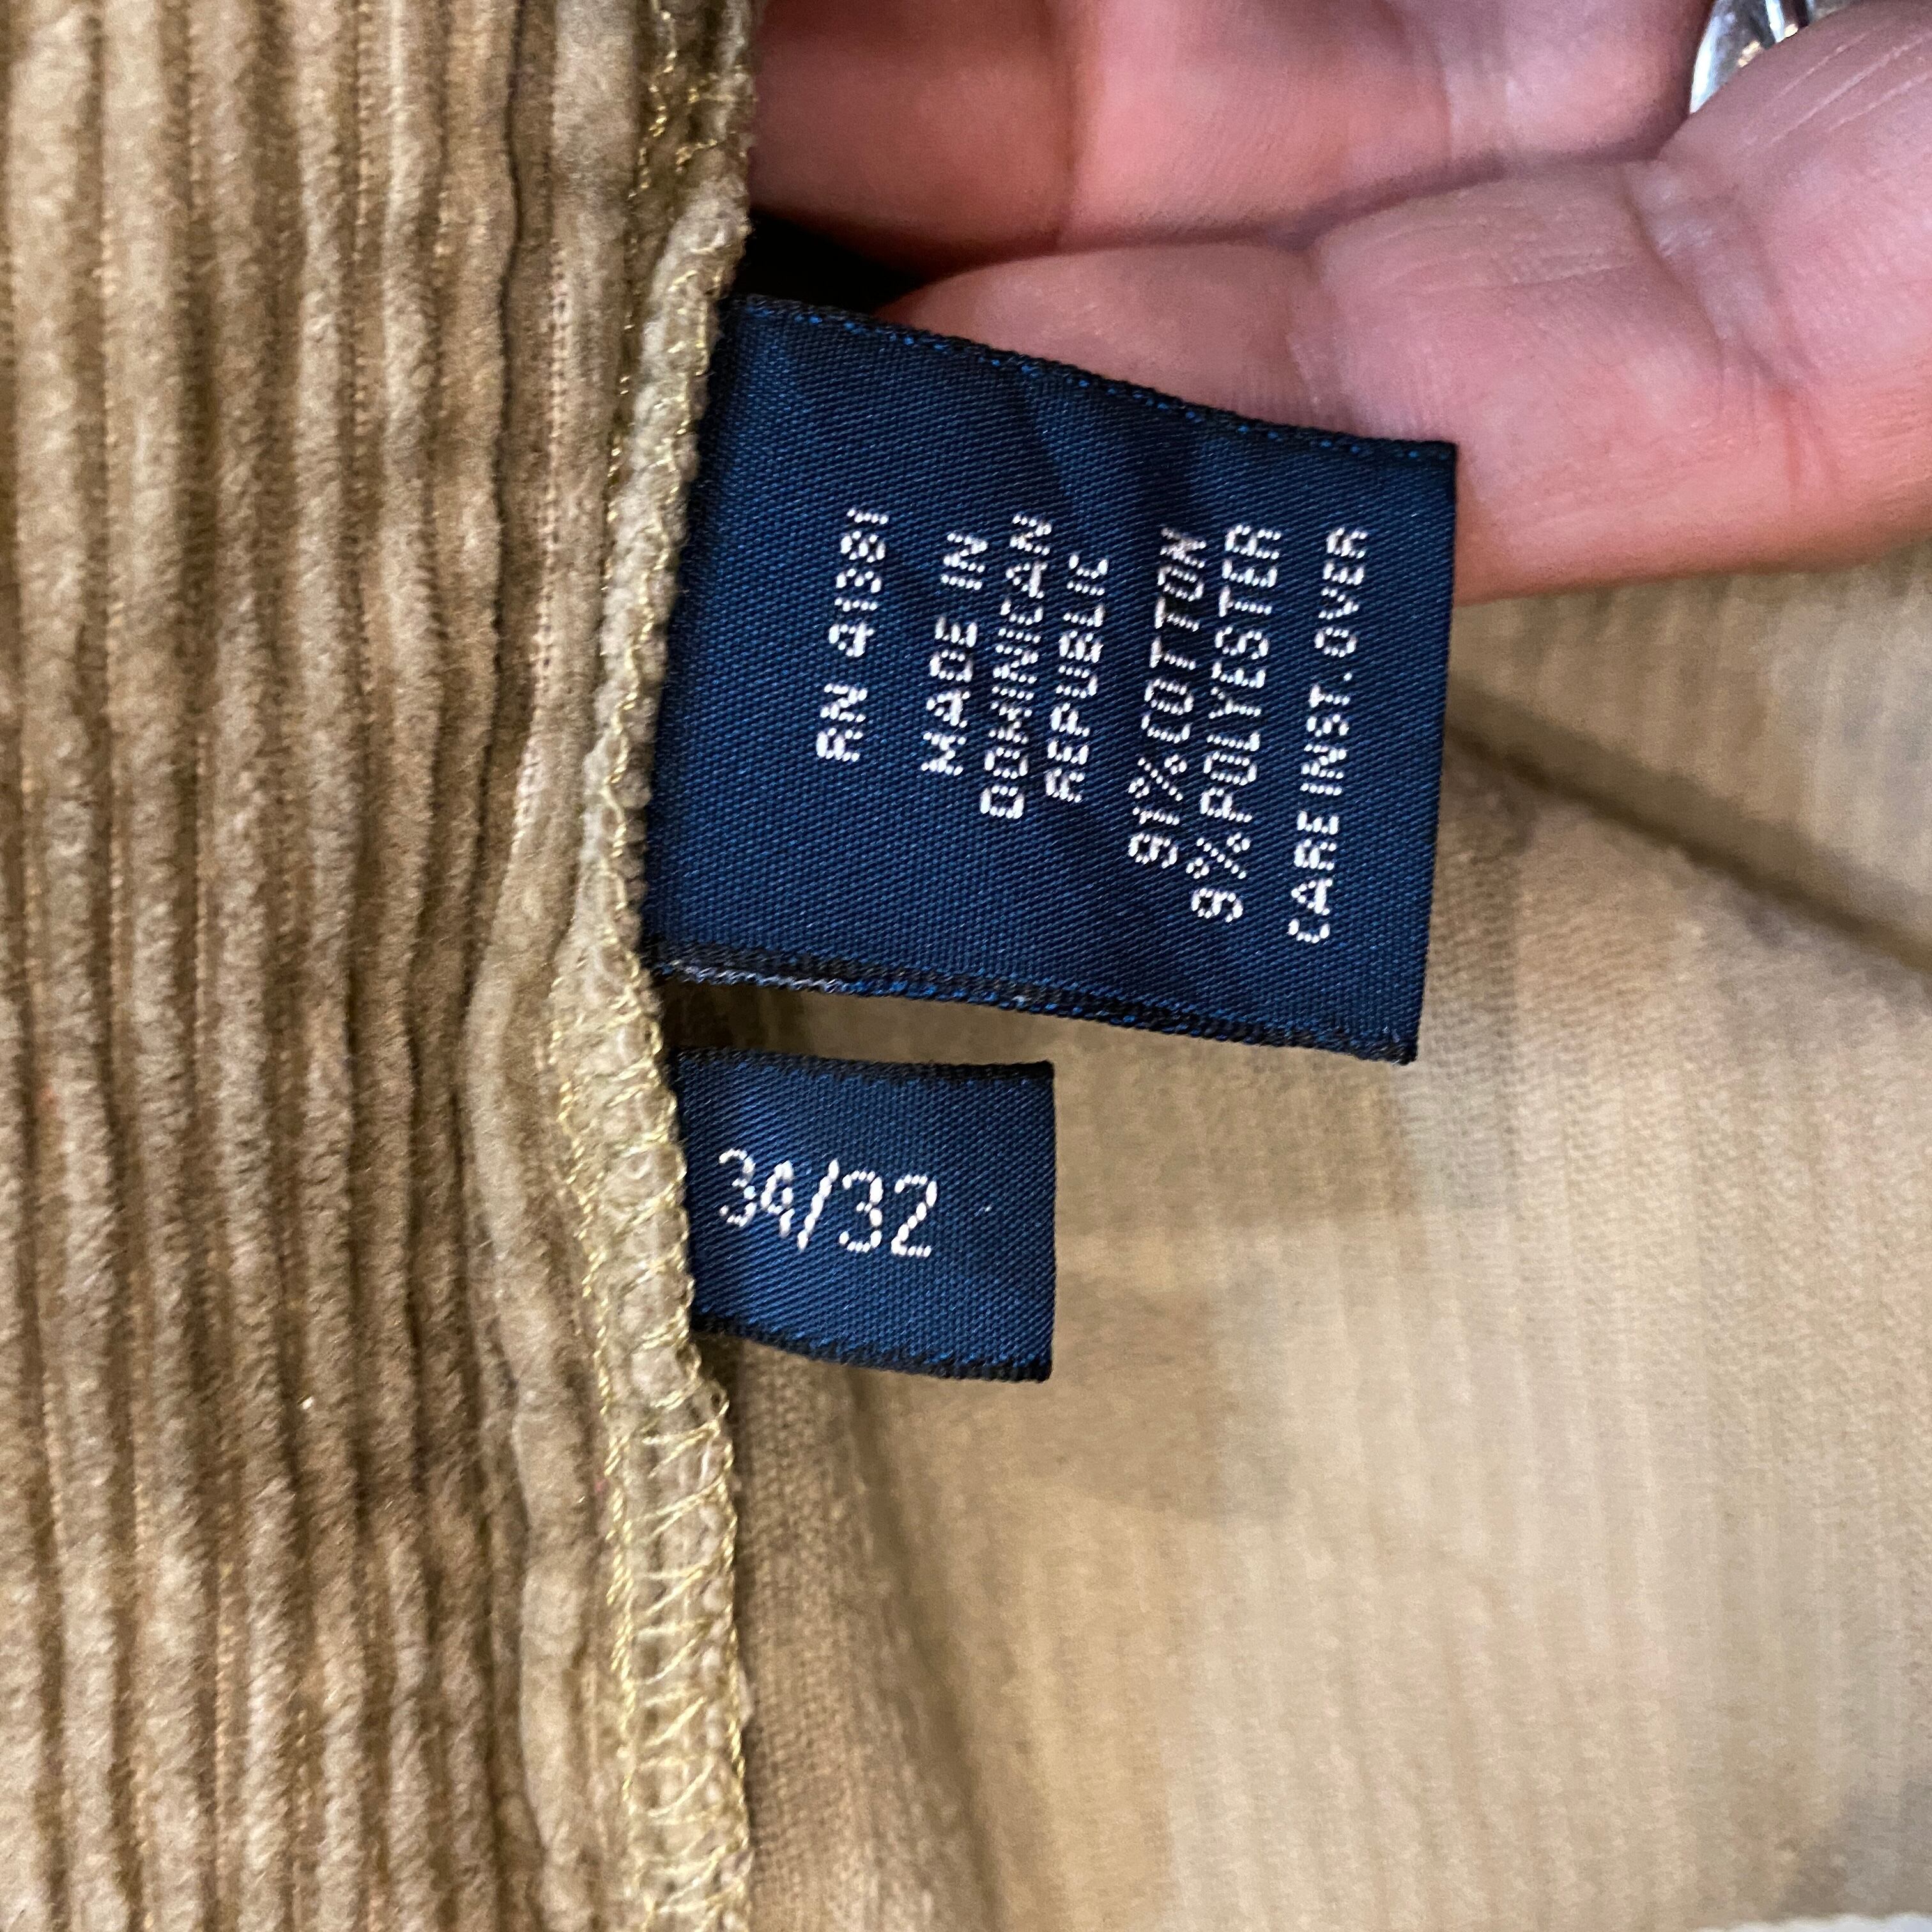 RN 41381
MADE IN
DOMINICAN
REPUBLIC
91% COTTON
9% POLYESTER
CARE INST. OVER
34/32